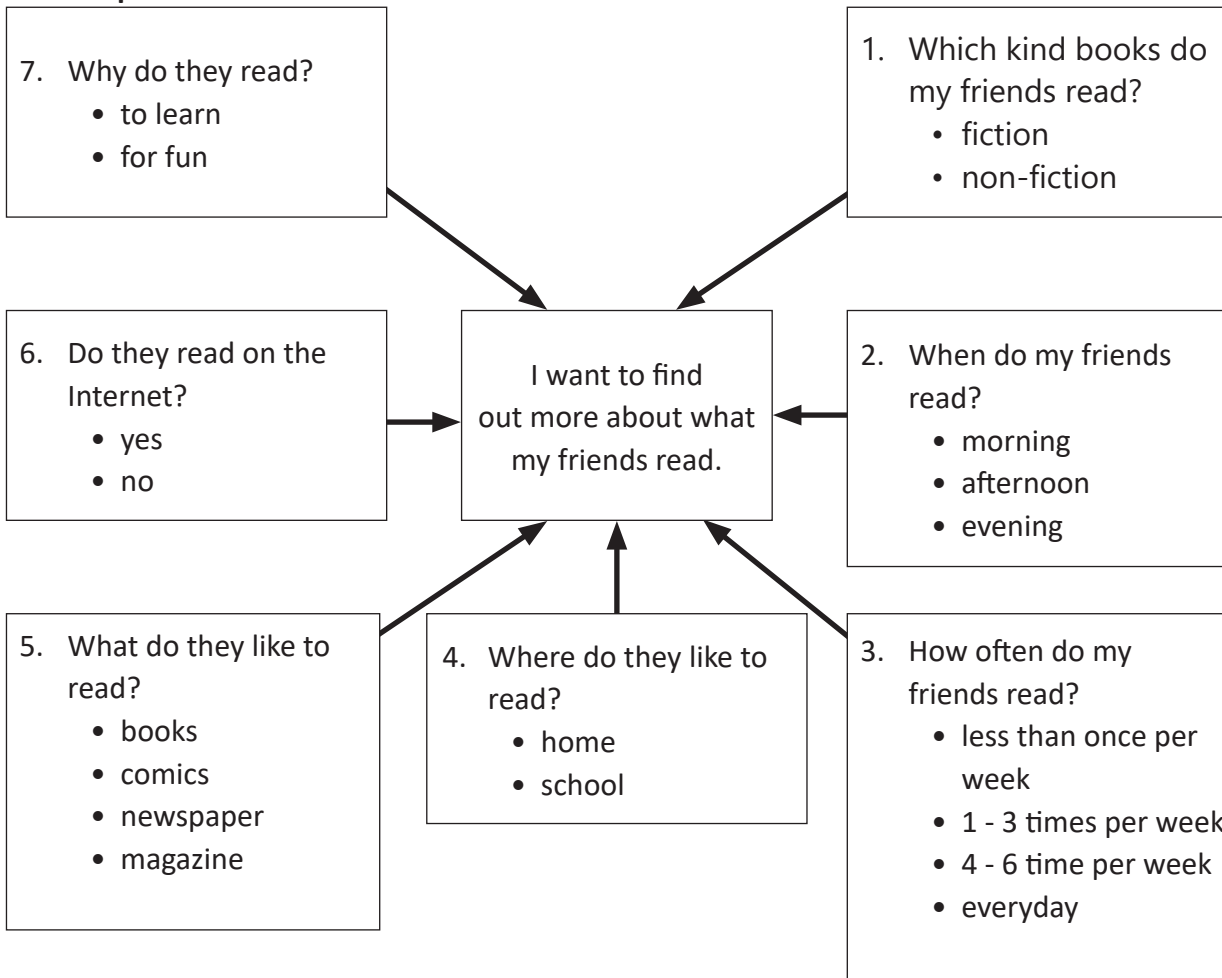 7. Why do they read?
• to learn
• for fun
1. Which kind books do
my friends read?
• fiction
• non-fiction
6. Do they read on the
Internet?
• yes
• no
I want to find
out more about what
my friends read.
2. When do my friends
read?
• morning
• afternoon
• evening
5. What do they like to
read?
• books
• comics
• newspaper
• magazine
4. Where do they like to
read?
• home
• school
3. How often do my
friends read?
• less than once per
week
• 1 - 3 times per week
• 4 - 6 time per week
• everyday